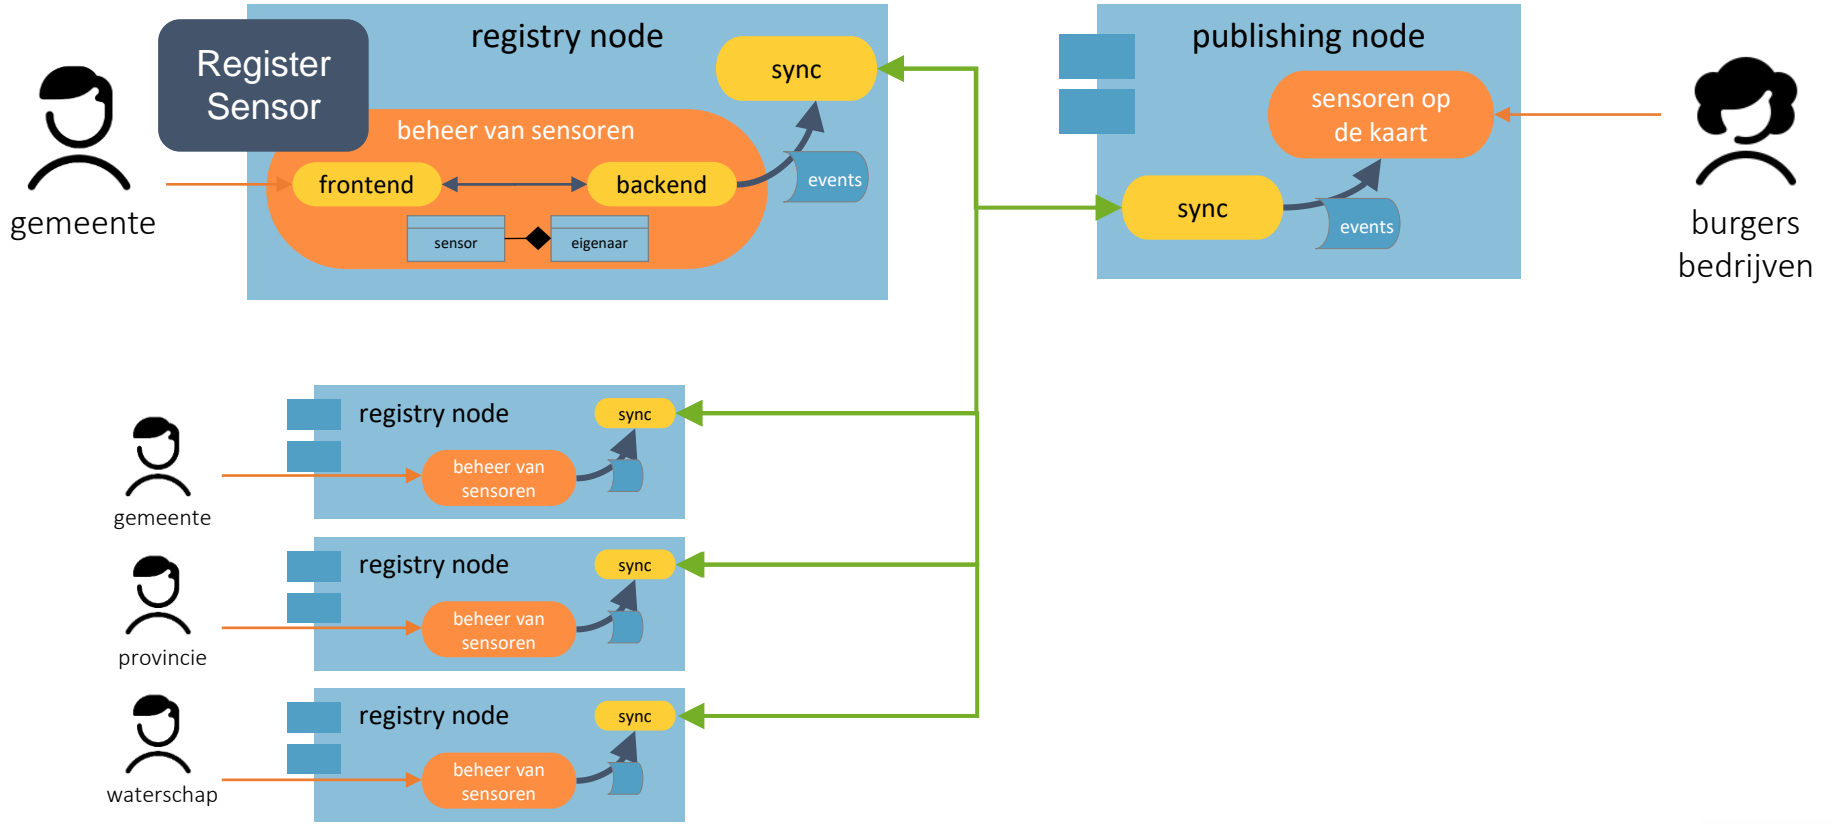 registry node
Register
Sensor
sync
beheer van sensoren
frontend
backend
events
sensor
eigenaar
gemeente
publishing node
sensoren op
de kaart
sync
events
burgers
bedrijven
registry node
sync
beheer van
sensoren
gemeente
registry node
sync
beheer van
sensoren
provincie
registry node
sync
beheer van
sensoren
waterschap